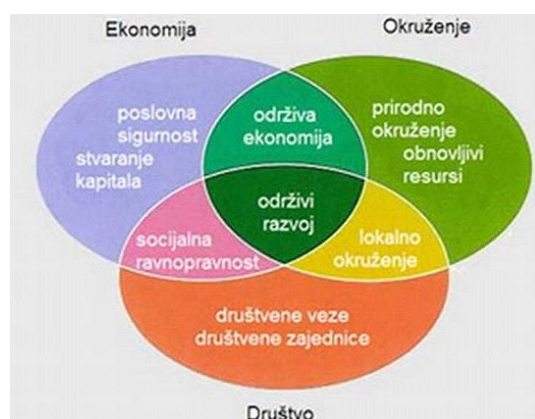 Ekonomija
Okruženje
poslovna
sigurnost
stvaranje
kapitala
održiva
ekonomija
prirodno
okruženje
obnovljivi
resursi
održivi
razvoj
socijalna
ravnopravnost
lokalno
okruženje
društvene veze
društvene zajednice
Društvo